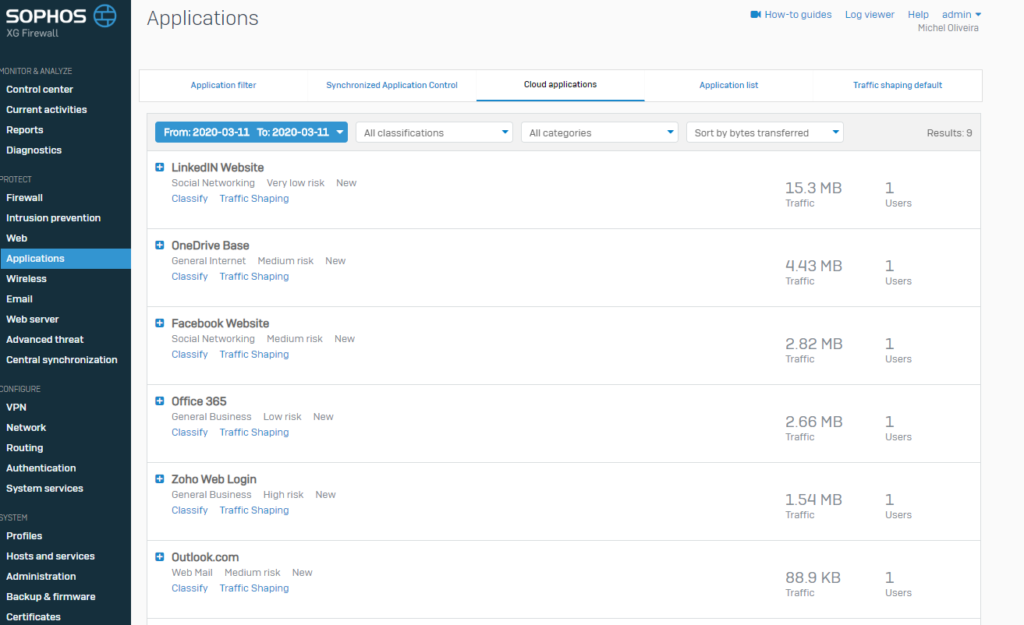 SOPHOS
XG Firewall
MONITOR & ANALYZE
Control center
Current activities
Reports
Diagnostics
PROTECT
Firewall
Intrusion prevention
Web
Applications
Wireless
Email
Web server
Advanced threat
Central synchronization
CONFIGURE
VPN
Network
Routing
Authentication
System services
SYSTEM
Profiles
Hosts and services
Administration
Backup & firmware
Certificates
Applications
How-to guides Log viewer Help admin
Michel Oliveira
Application filter Synchronized Application Control Cloud applications Application list Traffic shaping default
From: 2020-03-11 To: 2020-03-11 All classifications All categories Sort by bytes transferred Results: 9
LinkedIN Website
Social Networking Very low risk New
Classify Traffic Shaping
15.3 MB 1
Traffic Users
OneDrive Base
General Internet Medium risk New
Classify Traffic Shaping
4.43 MB 1
Traffic Users
Facebook Website
Social Networking Medium risk New
Classify Traffic Shaping
2.82 MB 1
Traffic Users
Office 365
General Business Low risk New
Classify Traffic Shaping
2.66 MB 1
Traffic Users
Zoho Web Login
General Business High risk New
Classify Traffic Shaping
1.54 MB 1
Traffic Users
Outlook.com
Web Mail Medium risk New
Classify Traffic Shaping
88.9 KB 1
Traffic Users